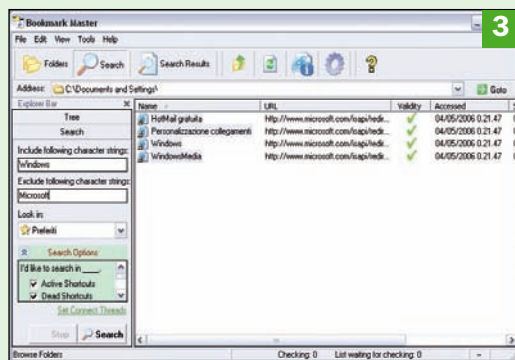 Bookmark Master
3
File Edit View Tools Help
Folders Search Search Results
Address: C:\Documents and Settings\ Goto
Explorer Bar
Tree
Search
Include following character strings:
Windows
Exclude following character strings:
Microsoft
Look in:
Preferiti
Search Options
I'd like to search in ____.
Active Shortcuts
Dead Shortcuts
Set Connect Threads
Stop Search
Name URL Validity Accessed
HotMail gratuita http://www.microsoft.com/isapi/redir... 04/05/2006 0.21.47
Personalizzazione collegamenti http://www.microsoft.com/isapi/redir... 04/05/2006 0.21.47
Windows http://www.microsoft.com/isapi/redir... 04/05/2006 0.21.47
WindowsMedia http://www.microsoft.com/isapi/redir... 04/05/2006 0.21.47
Browse Folders Checking: 0 List waiting for checking: 0